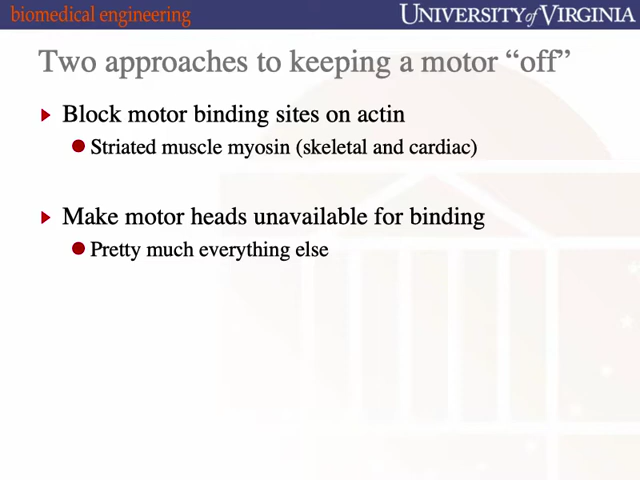 biomedical engineering
UNIVERSITY of VIRGINIA
Two approaches to keeping a motor “off”
Block motor binding sites on actin
Striated muscle myosin (skeletal and cardiac)
Make motor heads unavailable for binding
Pretty much everything else